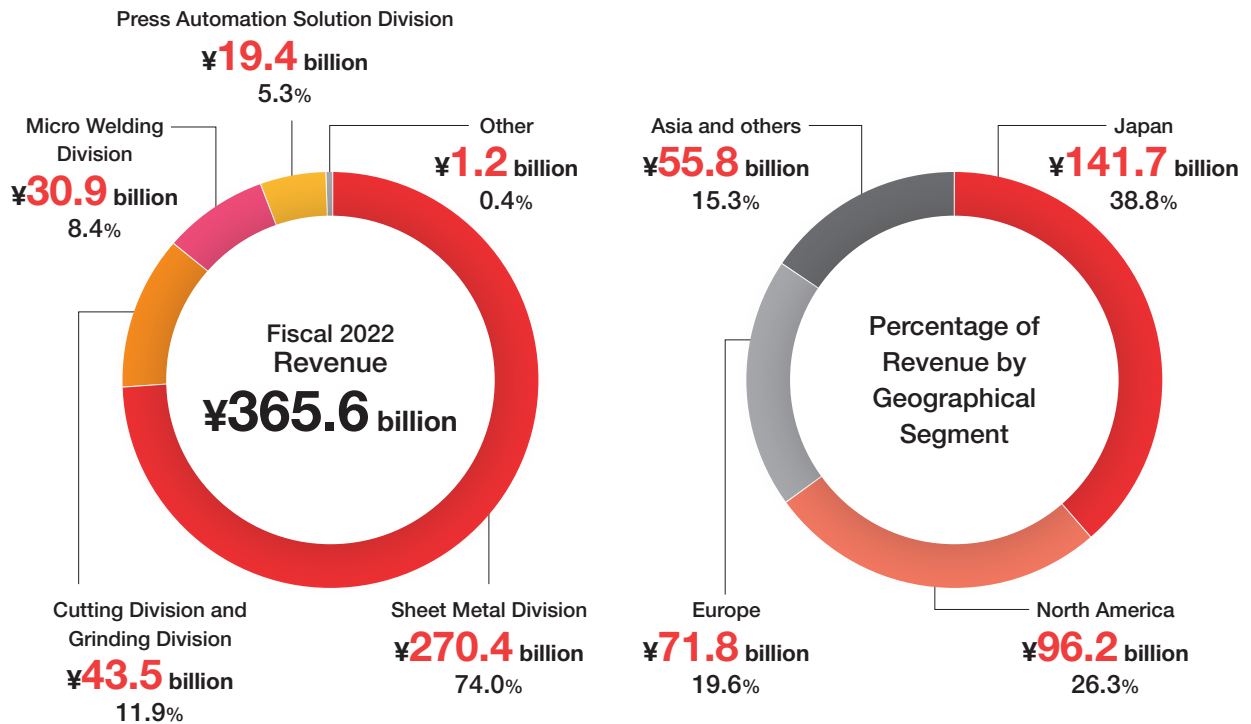 Press Automation Solution Division
¥19.4 billion
5.3%
Micro Welding
Division
¥30.9 billion
8.4%
Other
¥1.2 billion
0.4%
Fiscal 2022
Revenue
¥365.6 billion
Cutting Division and
Grinding Division
¥43.5 billion
11.9%
Sheet Metal Division
¥270.4 billion
74.0%
Asia and others
¥55.8 billion
15.3%
Japan
¥141.7 billion
38.8%
Percentage of
Revenue by
Geographical
Segment
Europe
¥71.8 billion
19.6%
North America
¥96.2 billion
26.3%